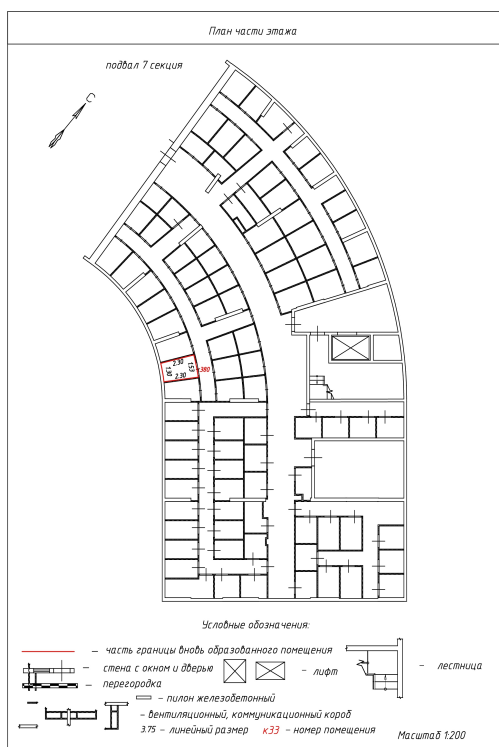 План части этажа
подвал 7 секция
С
2.30
1.30
1.53
к380
2.30
Условные обозначения:
– часть границы вновь образованного помещения
– стена с окном и дверью
– лифт
– лестница
– перегородка
– пилон железобетонный
– вентиляционный, коммуникационный короб
3.75 – линейный размер
к33 – номер помещения
Масштаб 1:200